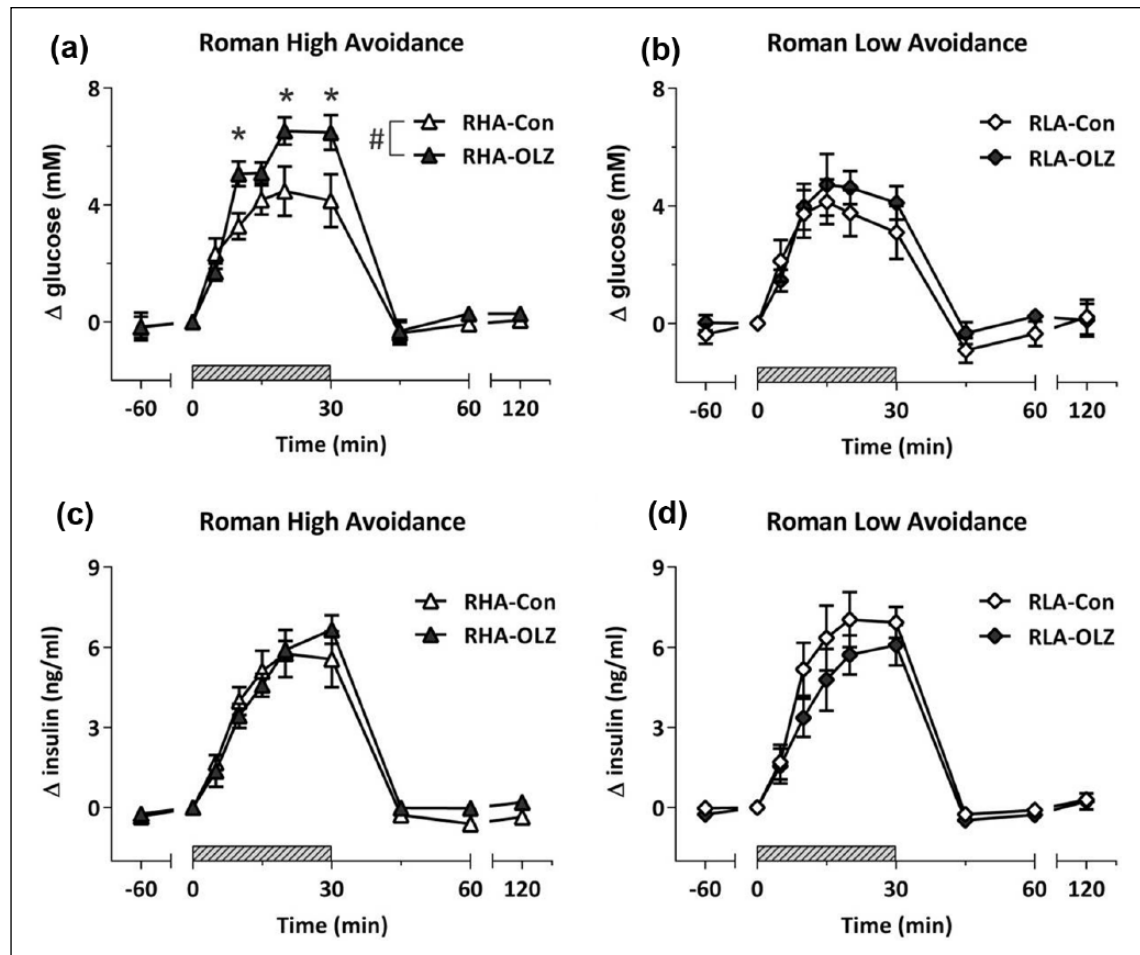 (a)
Roman High Avoidance
8
4
0
Δ glucose (mM)
*
*
*
#
RHA-Con
RHA-OLZ
-60
0
30
60
120
Time (min)
(b)
Roman Low Avoidance
8
4
0
Δ glucose (mM)
RLA-Con
RLA-OLZ
-60
0
30
60
120
Time (min)
(c)
Roman High Avoidance
9
6
3
0
Δ insulin (ng/ml)
RHA-Con
RHA-OLZ
-60
0
30
60
120
Time (min)
(d)
Roman Low Avoidance
9
6
3
0
Δ insulin (ng/ml)
RLA-Con
RLA-OLZ
-60
0
30
60
120
Time (min)